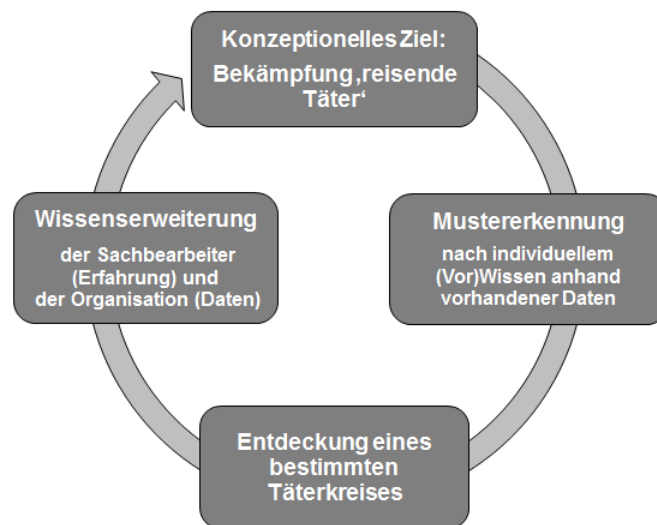 Konzeptionelles Ziel:
Bekämpfung ‚reisende
Täter‘
Mustererkennung
nach individuellem
(Vor)Wissen anhand
vorhandener Daten
Entdeckung eines
bestimmten
Täterkreises
Wissenserweiterung
der Sachbearbeiter
(Erfahrung) und
der Organisation (Daten)